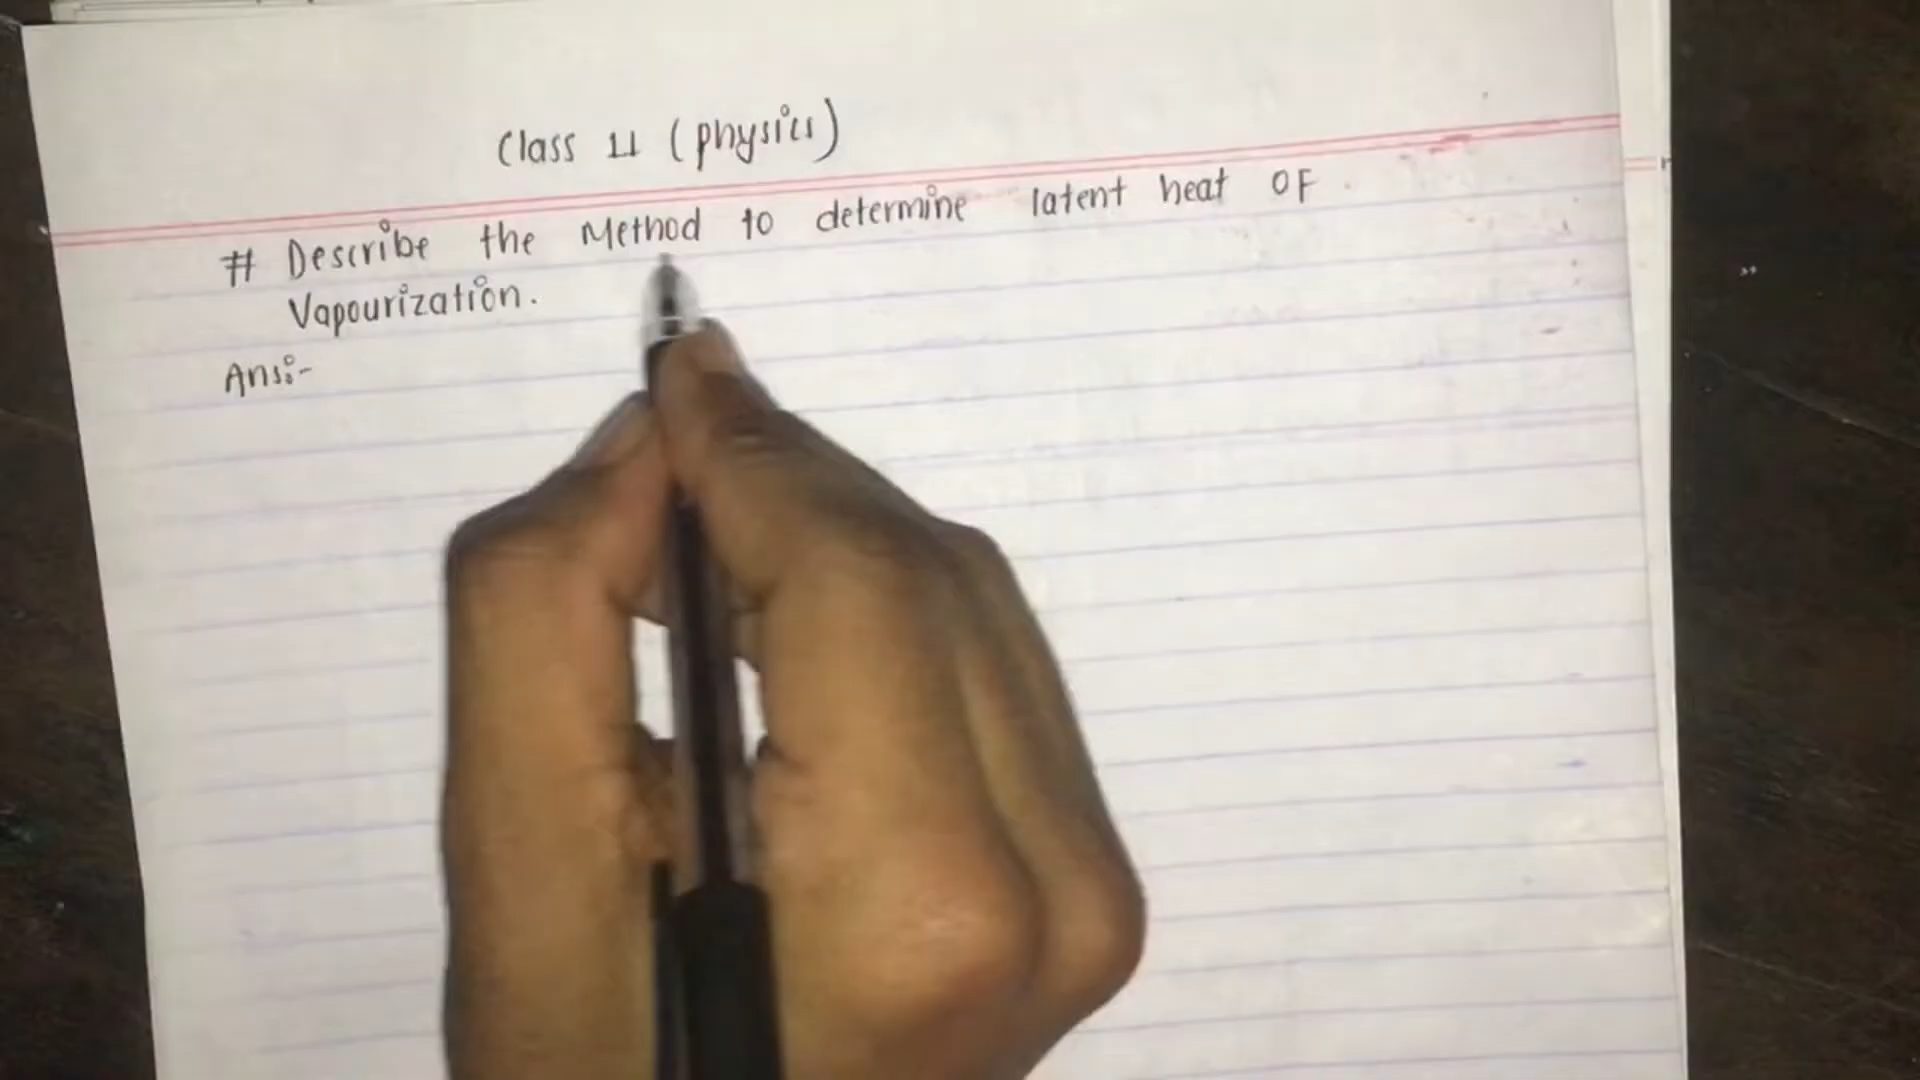 Class 11 (physics)
# Describe the Method to determine latent heat OF
Vapourization.
Ans:-